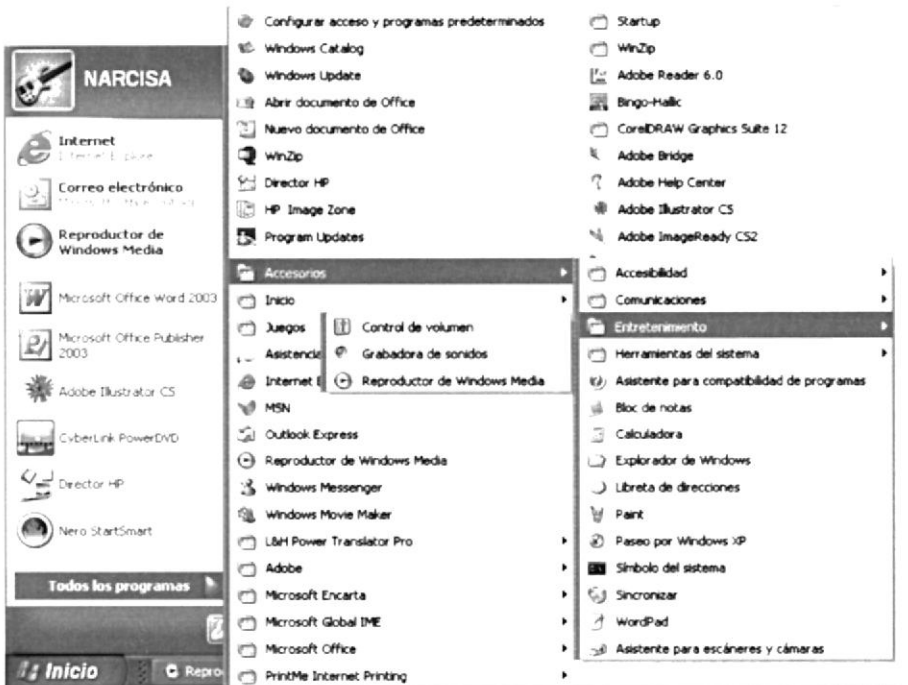 NARCISA
Internet
Internet Explorer
Correo electrónico
Reproductor de
Windows Media
Microsoft Office Word 2003
Microsoft Office Publisher
2003
Adobe Illustrator CS
CyberLink PowerDVD
Director HP
Nero StartSmart
Todos los programas
Inicio
Repro
Configurar acceso y programas predeterminados
Windows Catalog
Windows Update
Abrir documento de Office
Nuevo documento de Office
WinZip
Director HP
HP Image Zone
Program Updates
Accesorios
Inicio
Juegos
Asistencia
Internet E
MSN
Outlook Express
Reproductor de Windows Media
Windows Messenger
Windows Movie Maker
L&H Power Translator Pro
Adobe
Microsoft Encarta
Microsoft Global IME
Microsoft Office
PrintMe Internet Printing
Control de volumen
Grabadora de sonidos
Reproductor de Windows Media
Startup
WinZip
Adobe Reader 6.0
Bingo-Hallic
CorelDRAW Graphics Suite 12
Adobe Bridge
Adobe Help Center
Adobe Illustrator CS
Adobe ImageReady CS2
Accesibilidad
Comunicaciones
Entretenimiento
Herramientas del sistema
Asistente para compatibilidad de programas
Bloc de notas
Calculadora
Explorador de Windows
Libreta de direcciones
Paint
Paseo por Windows XP
Símbolo del sistema
Sincronizar
WordPad
Asistente para escáneres y cámaras